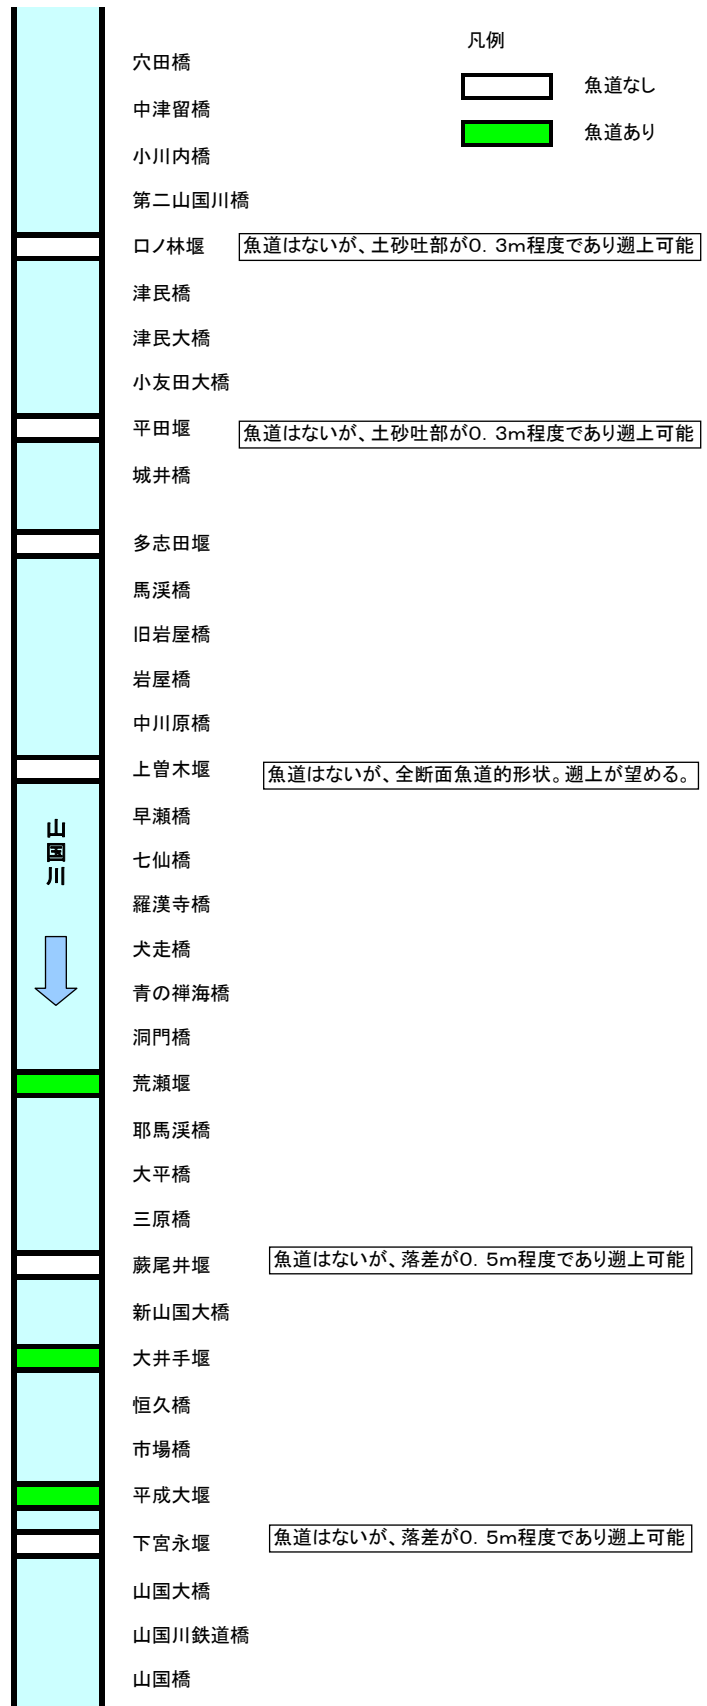 凡例
魚道なし
魚道あり
穴田橋
中津留橋
小川内橋
第二山国川橋
口ノ林堰
魚道はないが、土砂吐部が0.3m程度であり遡上可能
津民橋
津民大橋
小友田大橋
平田堰
魚道はないが、土砂吐部が0.3m程度であり遡上可能
城井橋
多志田堰
馬渓橋
旧岩屋橋
岩屋橋
中川原橋
上曽木堰
魚道はないが、全断面魚道的形状。遡上が望める。
早瀬橋
山国川
七仙橋
羅漢寺橋
犬走橋
青の禅海橋
洞門橋
荒瀬堰
耶馬渓橋
大平橋
三原橋
蕨尾井堰
魚道はないが、落差が0.5m程度であり遡上可能
新山国大橋
大井手堰
恒久橋
市場橋
平成大堰
下宮永堰
魚道はないが、落差が0.5m程度であり遡上可能
山国大橋
山国川鉄道橋
山国橋